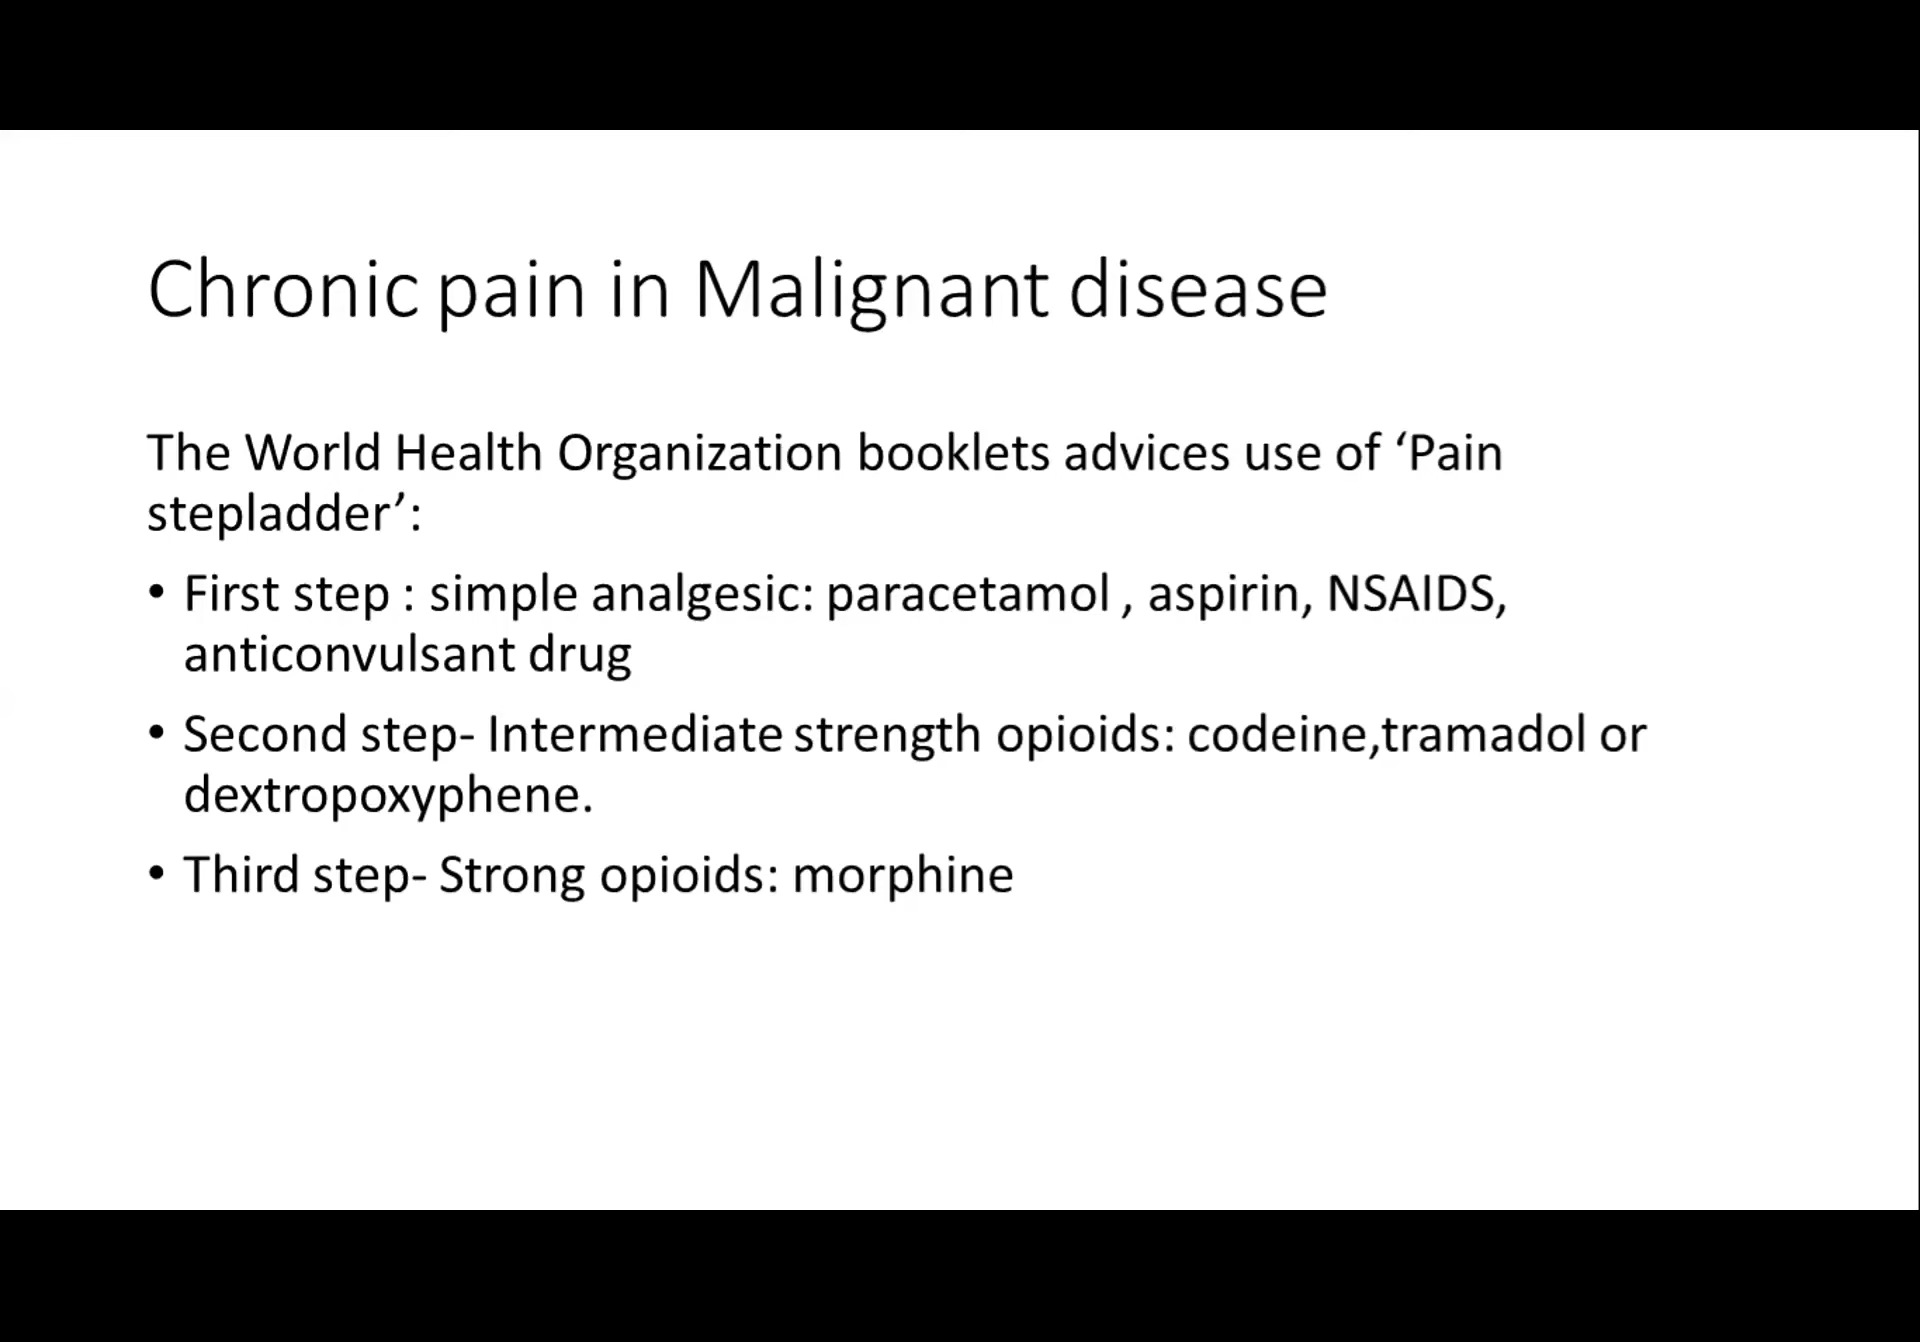 Chronic pain in Malignant disease
The World Health Organization booklets advices use of ‘Pain
stepladder’:
• First step : simple analgesic: paracetamol , aspirin, NSAIDS,
anticonvulsant drug
• Second step- Intermediate strength opioids: codeine,tramadol or
dextropoxyphene.
• Third step- Strong opioids: morphine